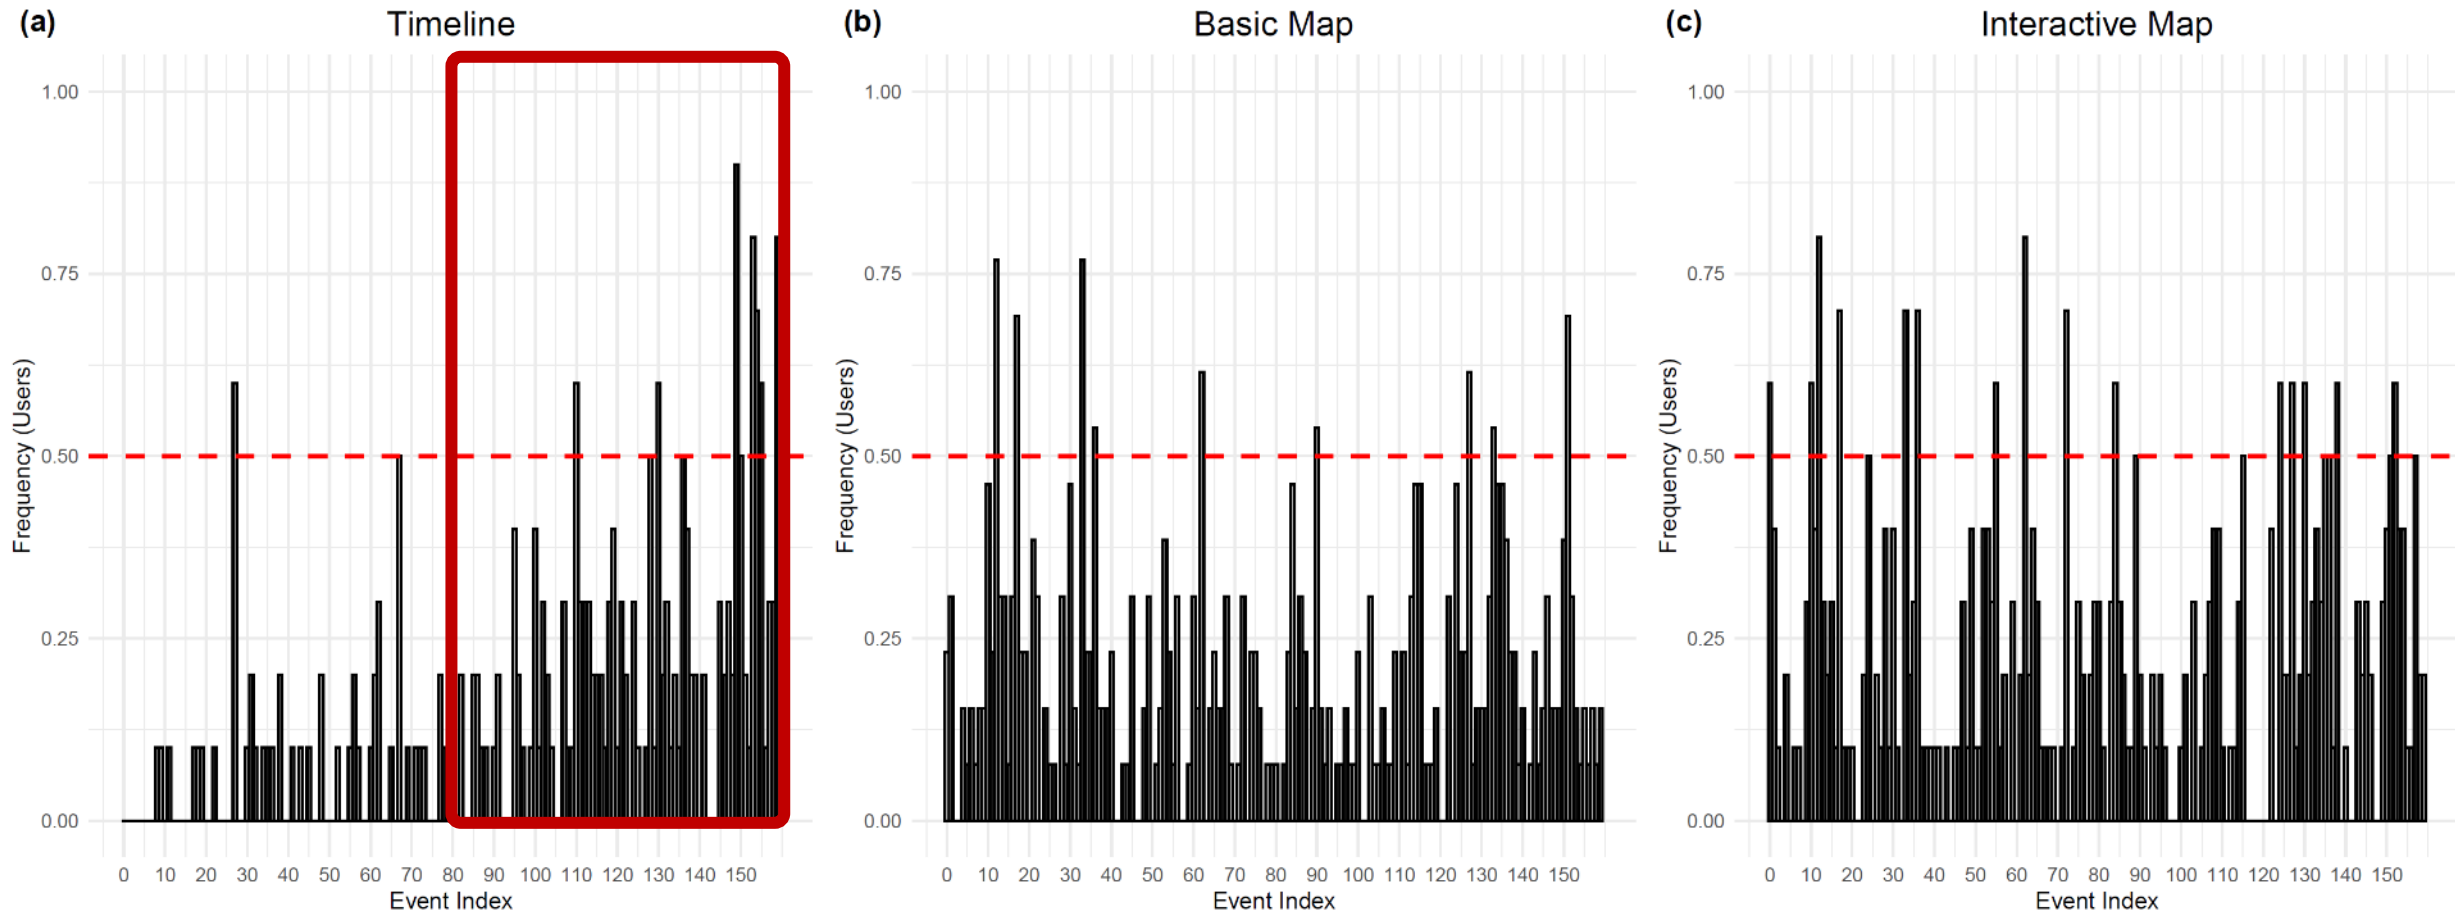 (a) Timeline
1.00
0.75
0.50
0.25
0.00
Frequency (Users)
0 10 20 30 40 50 60 70 80 90 100 110 120 130 140 150
Event Index
(b) Basic Map
1.00
0.75
0.50
0.25
0.00
Frequency (Users)
0 10 20 30 40 50 60 70 80 90 100 110 120 130 140 150
Event Index
(c) Interactive Map
1.00
0.75
0.50
0.25
0.00
Frequency (Users)
0 10 20 30 40 50 60 70 80 90 100 110 120 130 140 150
Event Index